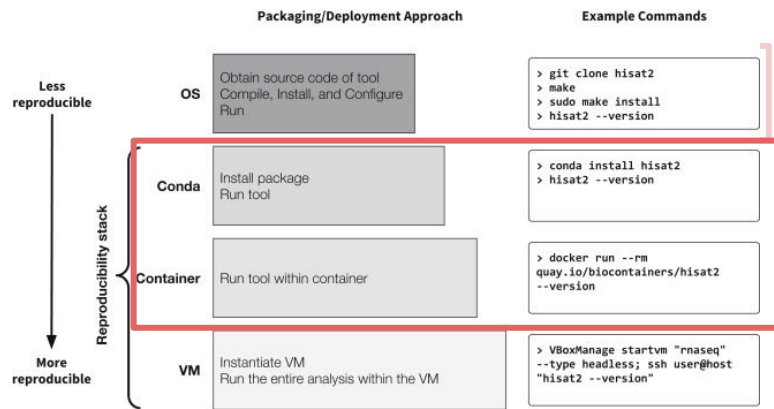 Packaging/Deployment Approach
Example Commands
Less
reproducible
OS
Obtain source code of tool
Compile, Install, and Configure
Run
> git clone hisat2
> make
> sudo make install
> hisat2 --version
Reproducibility stack
Conda
Install package
Run tool
> conda install hisat2
> hisat2 --version
Container
Run tool within container
> docker run --rm
quay.io/biocontainers/hisat2
--version
More
reproducible
VM
Instantiate VM
Run the entire analysis within the VM
> VBoxManage startvm "rnaseq"
--type headless; ssh user@host
"hisat2 --version"